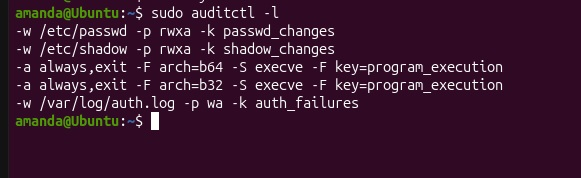 amanda@Ubuntu:~$ sudo auditctl -l
-w /etc/passwd -p rwxa -k passwd_changes
-w /etc/shadow -p rwxa -k shadow_changes
-a always,exit -F arch=b64 -S execve -F key=program_execution
-a always,exit -F arch=b32 -S execve -F key=program_execution
-w /var/log/auth.log -p wa -k auth_failures
amanda@Ubuntu:~$